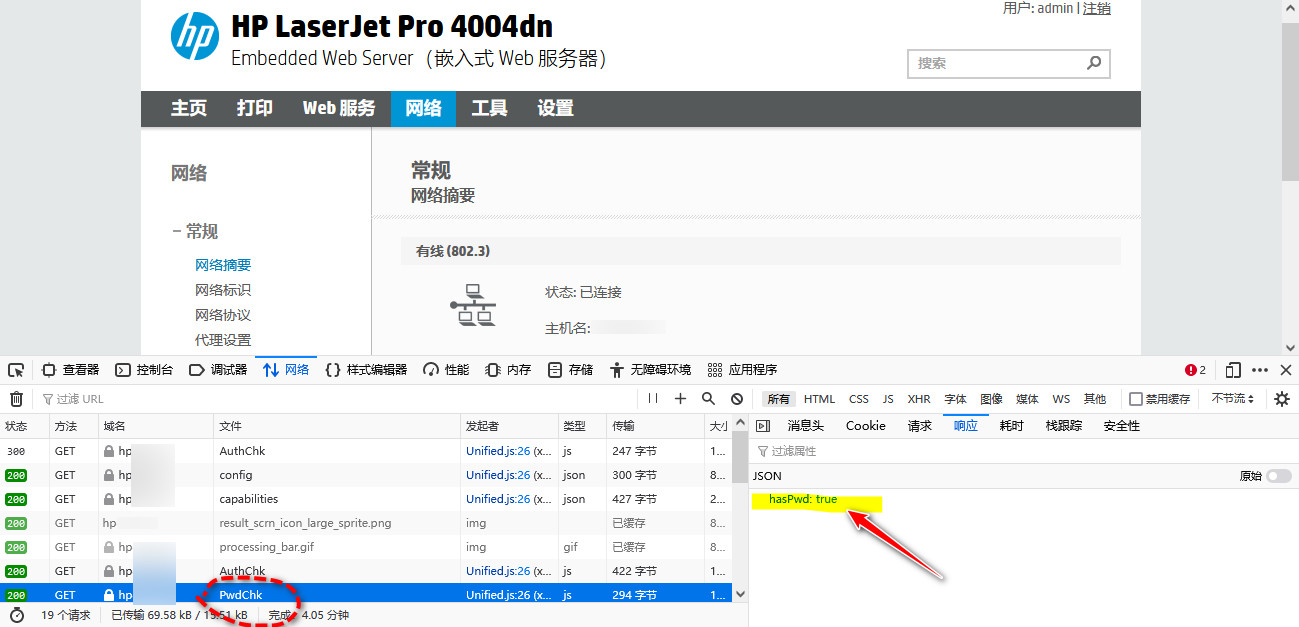 用户: admin | 注销
hp HP LaserJet Pro 4004dn
Embedded Web Server（嵌入式 Web 服务器）
搜索
主页 打印 Web 服务 网络 工具 设置
网络
常规
网络摘要
− 常规
有线 (802.3)
网络摘要
网络标识
状态: 已连接
网络协议
主机名:
代理设置
查看器 控制台 调试器 网络 {} 样式编辑器 性能 内存 存储 无障碍环境 应用程序 2
过滤 URL
所有 HTML CSS JS XHR 字体 图像 媒体 WS 其他 禁用缓存 不节流
状态 方法 域名 文件 发起者 类型 传输 大小
消息头 Cookie 请求 响应 耗时 栈跟踪 安全性
300 GET hp AuthChk Unified.js:26 (x... js 247 字节 1...
过滤属性
200 GET hp config Unified.js:26 (x... json 300 字节 8...
JSON 原始
200 GET hp capabilities Unified.js:26 (x... json 427 字节 2...
hasPwd: true
200 GET hp result_scrn_icon_large_sprite.png img 已缓存 8...
200 GET hp processing_bar.gif img gif 已缓存 8...
200 GET hp AuthChk Unified.js:26 (x... js 422 字节 1...
200 GET hp PwdChk Unified.js:26 (x... js 294 字节 1...
19 个请求 已传输 69.58 kB / 15.51 kB 完成: 4.05 分钟